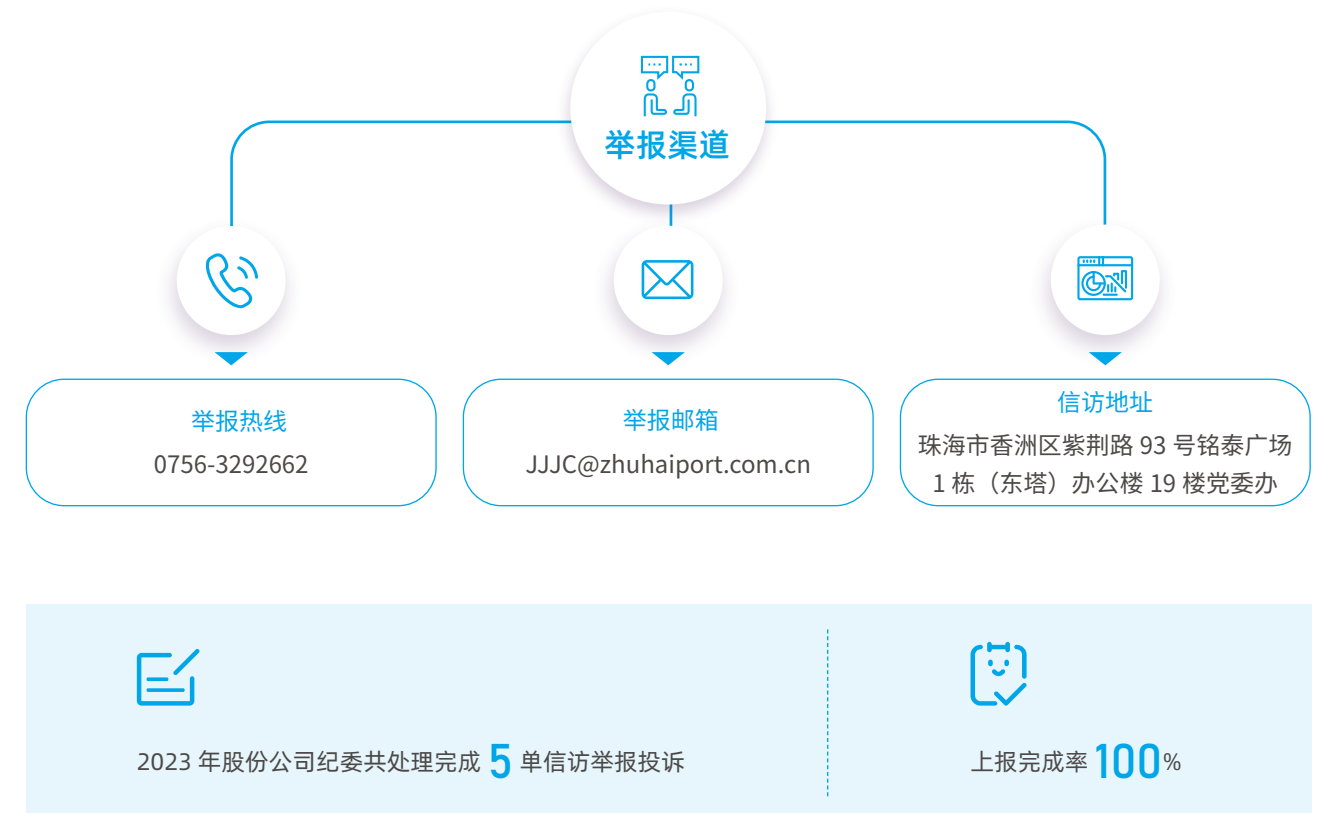 举报渠道
举报热线
0756-3292662
举报邮箱
JJJC@zhuhaiport.com.cn
信访地址
珠海市香洲区紫荆路 93 号铭泰广场
1 栋（东塔）办公楼 19 楼党委办
2023 年股份公司纪委共处理完成 5 单信访举报投诉
上报完成率 100%